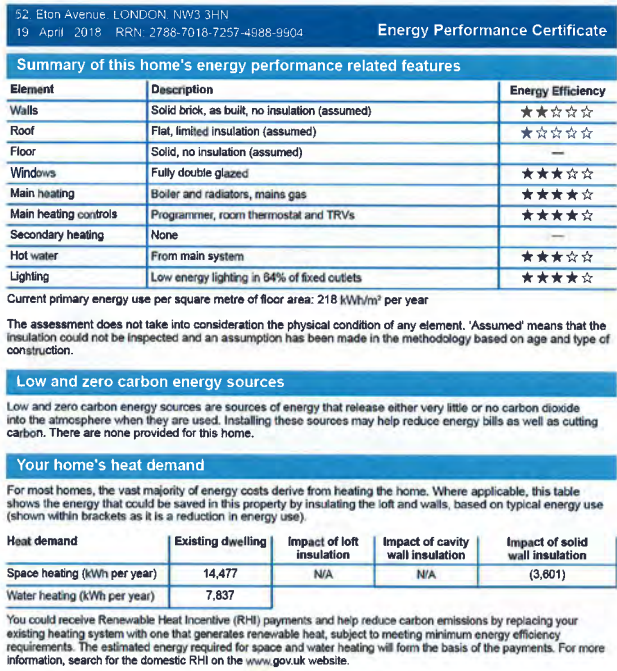 52, Eton Avenue, LONDON, NW3 3HN
19 April 2018 RRN: 2788-7018-7257-4988-9904 Energy Performance Certificate
Summary of this home's energy performance related features
Element Description Energy Efficiency
Walls Solid brick, as built, no insulation (assumed) ★★☆☆☆
Roof Flat, limited insulation (assumed) ★☆☆☆☆
Floor Solid, no insulation (assumed) —
Windows Fully double glazed ★★★☆☆
Main heating Boiler and radiators, mains gas ★★★★☆
Main heating controls Programmer, room thermostat and TRVs ★★★★☆
Secondary heating None —
Hot water From main system ★★★☆☆
Lighting Low energy lighting in 64% of fixed outlets ★★★★☆
Current primary energy use per square metre of floor area: 218 kWh/m² per year
The assessment does not take into consideration the physical condition of any element. 'Assumed' means that the
insulation could not be inspected and an assumption has been made in the methodology based on age and type of
construction.
Low and zero carbon energy sources
Low and zero carbon energy sources are sources of energy that release either very little or no carbon dioxide
into the atmosphere when they are used. Installing these sources may help reduce energy bills as well as cutting
carbon. There are none provided for this home.
Your home's heat demand
For most homes, the vast majority of energy costs derive from heating the home. Where applicable, this table
shows the energy that could be saved in this property by insulating the loft and walls, based on typical energy use
(shown within brackets as it is a reduction in energy use).
Heat demand Existing dwelling Impact of loft insulation Impact of cavity wall insulation Impact of solid wall insulation
Space heating (kWh per year) 14,477 N/A N/A (3,601)
Water heating (kWh per year) 7,837
You could receive Renewable Heat Incentive (RHI) payments and help reduce carbon emissions by replacing your
existing heating system with one that generates renewable heat, subject to meeting minimum energy efficiency
requirements. The estimated energy required for space and water heating will form the basis of the payments. For more
information, search for the domestic RHI on the www.gov.uk website.